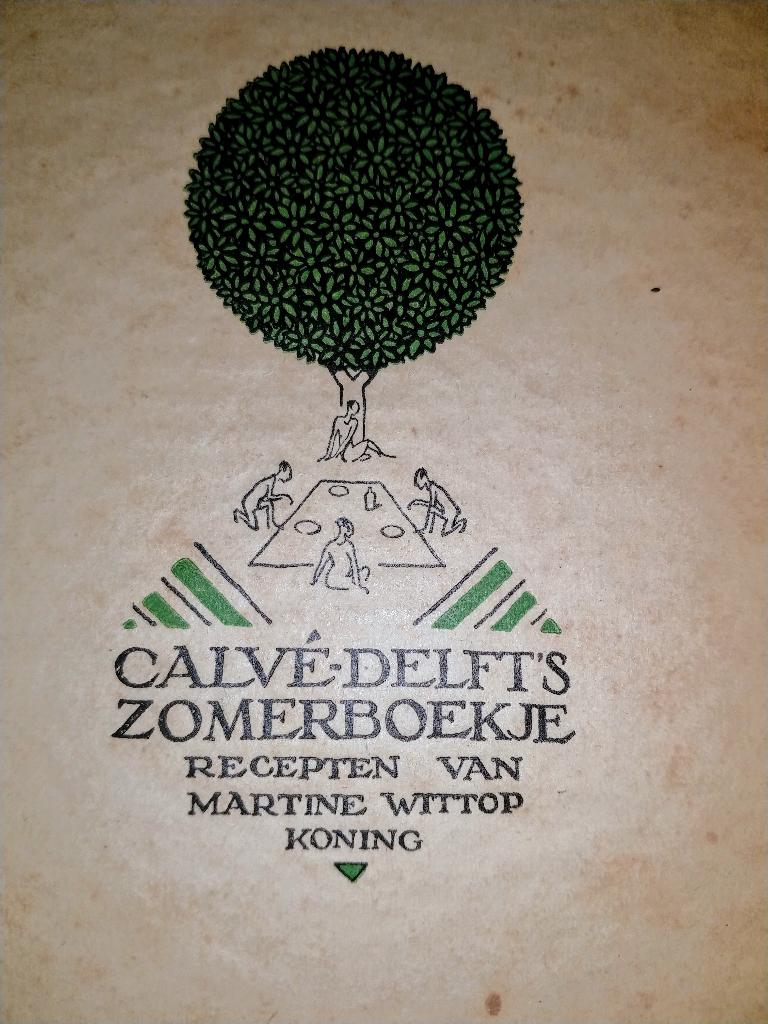 CALVÉ-DELFT'S
ZOMERBOEKJE
RECEPTEN VAN
MARTINE WITTOP
KONING